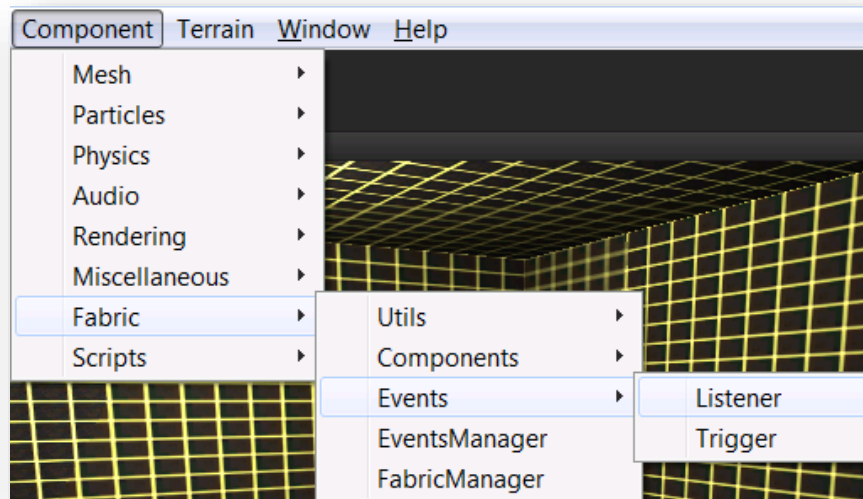 Component Terrain Window Help
Mesh
Particles
Physics
Audio
Rendering
Miscellaneous
Fabric
Scripts
Utils
Components
Events
EventsManager
FabricManager
Listener
Trigger